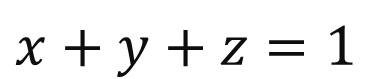 x + y + z = 1